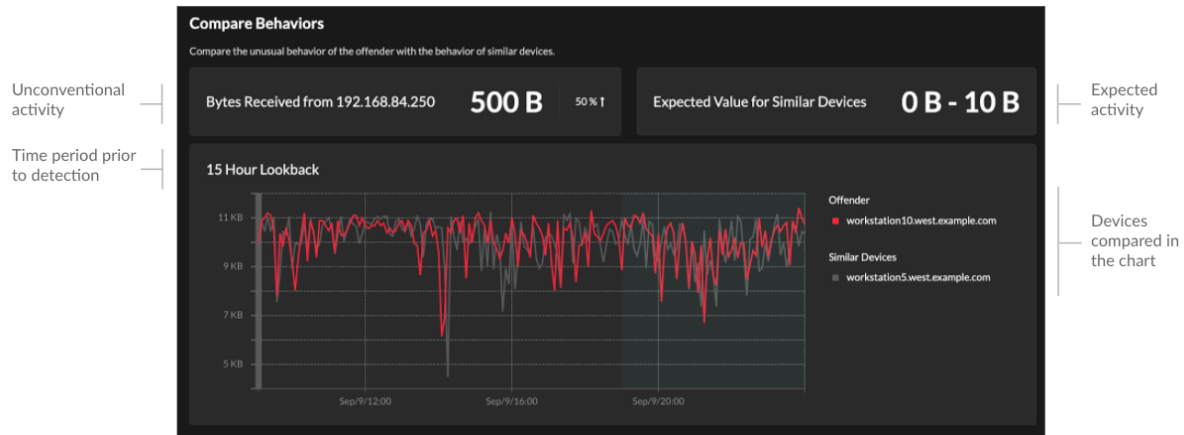 Compare Behaviors
Compare the unusual behavior of the offender with the behavior of similar devices.
Unconventional
activity
Bytes Received from 192.168.84.250
500 B
50 % ↑
Expected Value for Similar Devices
0 B - 10 B
Expected
activity
Time period prior
to detection
15 Hour Lookback
11 KB
9 KB
7 KB
5 KB
Sep/9/12:00
Sep/9/16:00
Sep/9/20:00
Offender
workstation10.west.example.com
Similar Devices
workstation5.west.example.com
Devices
compared in
the chart